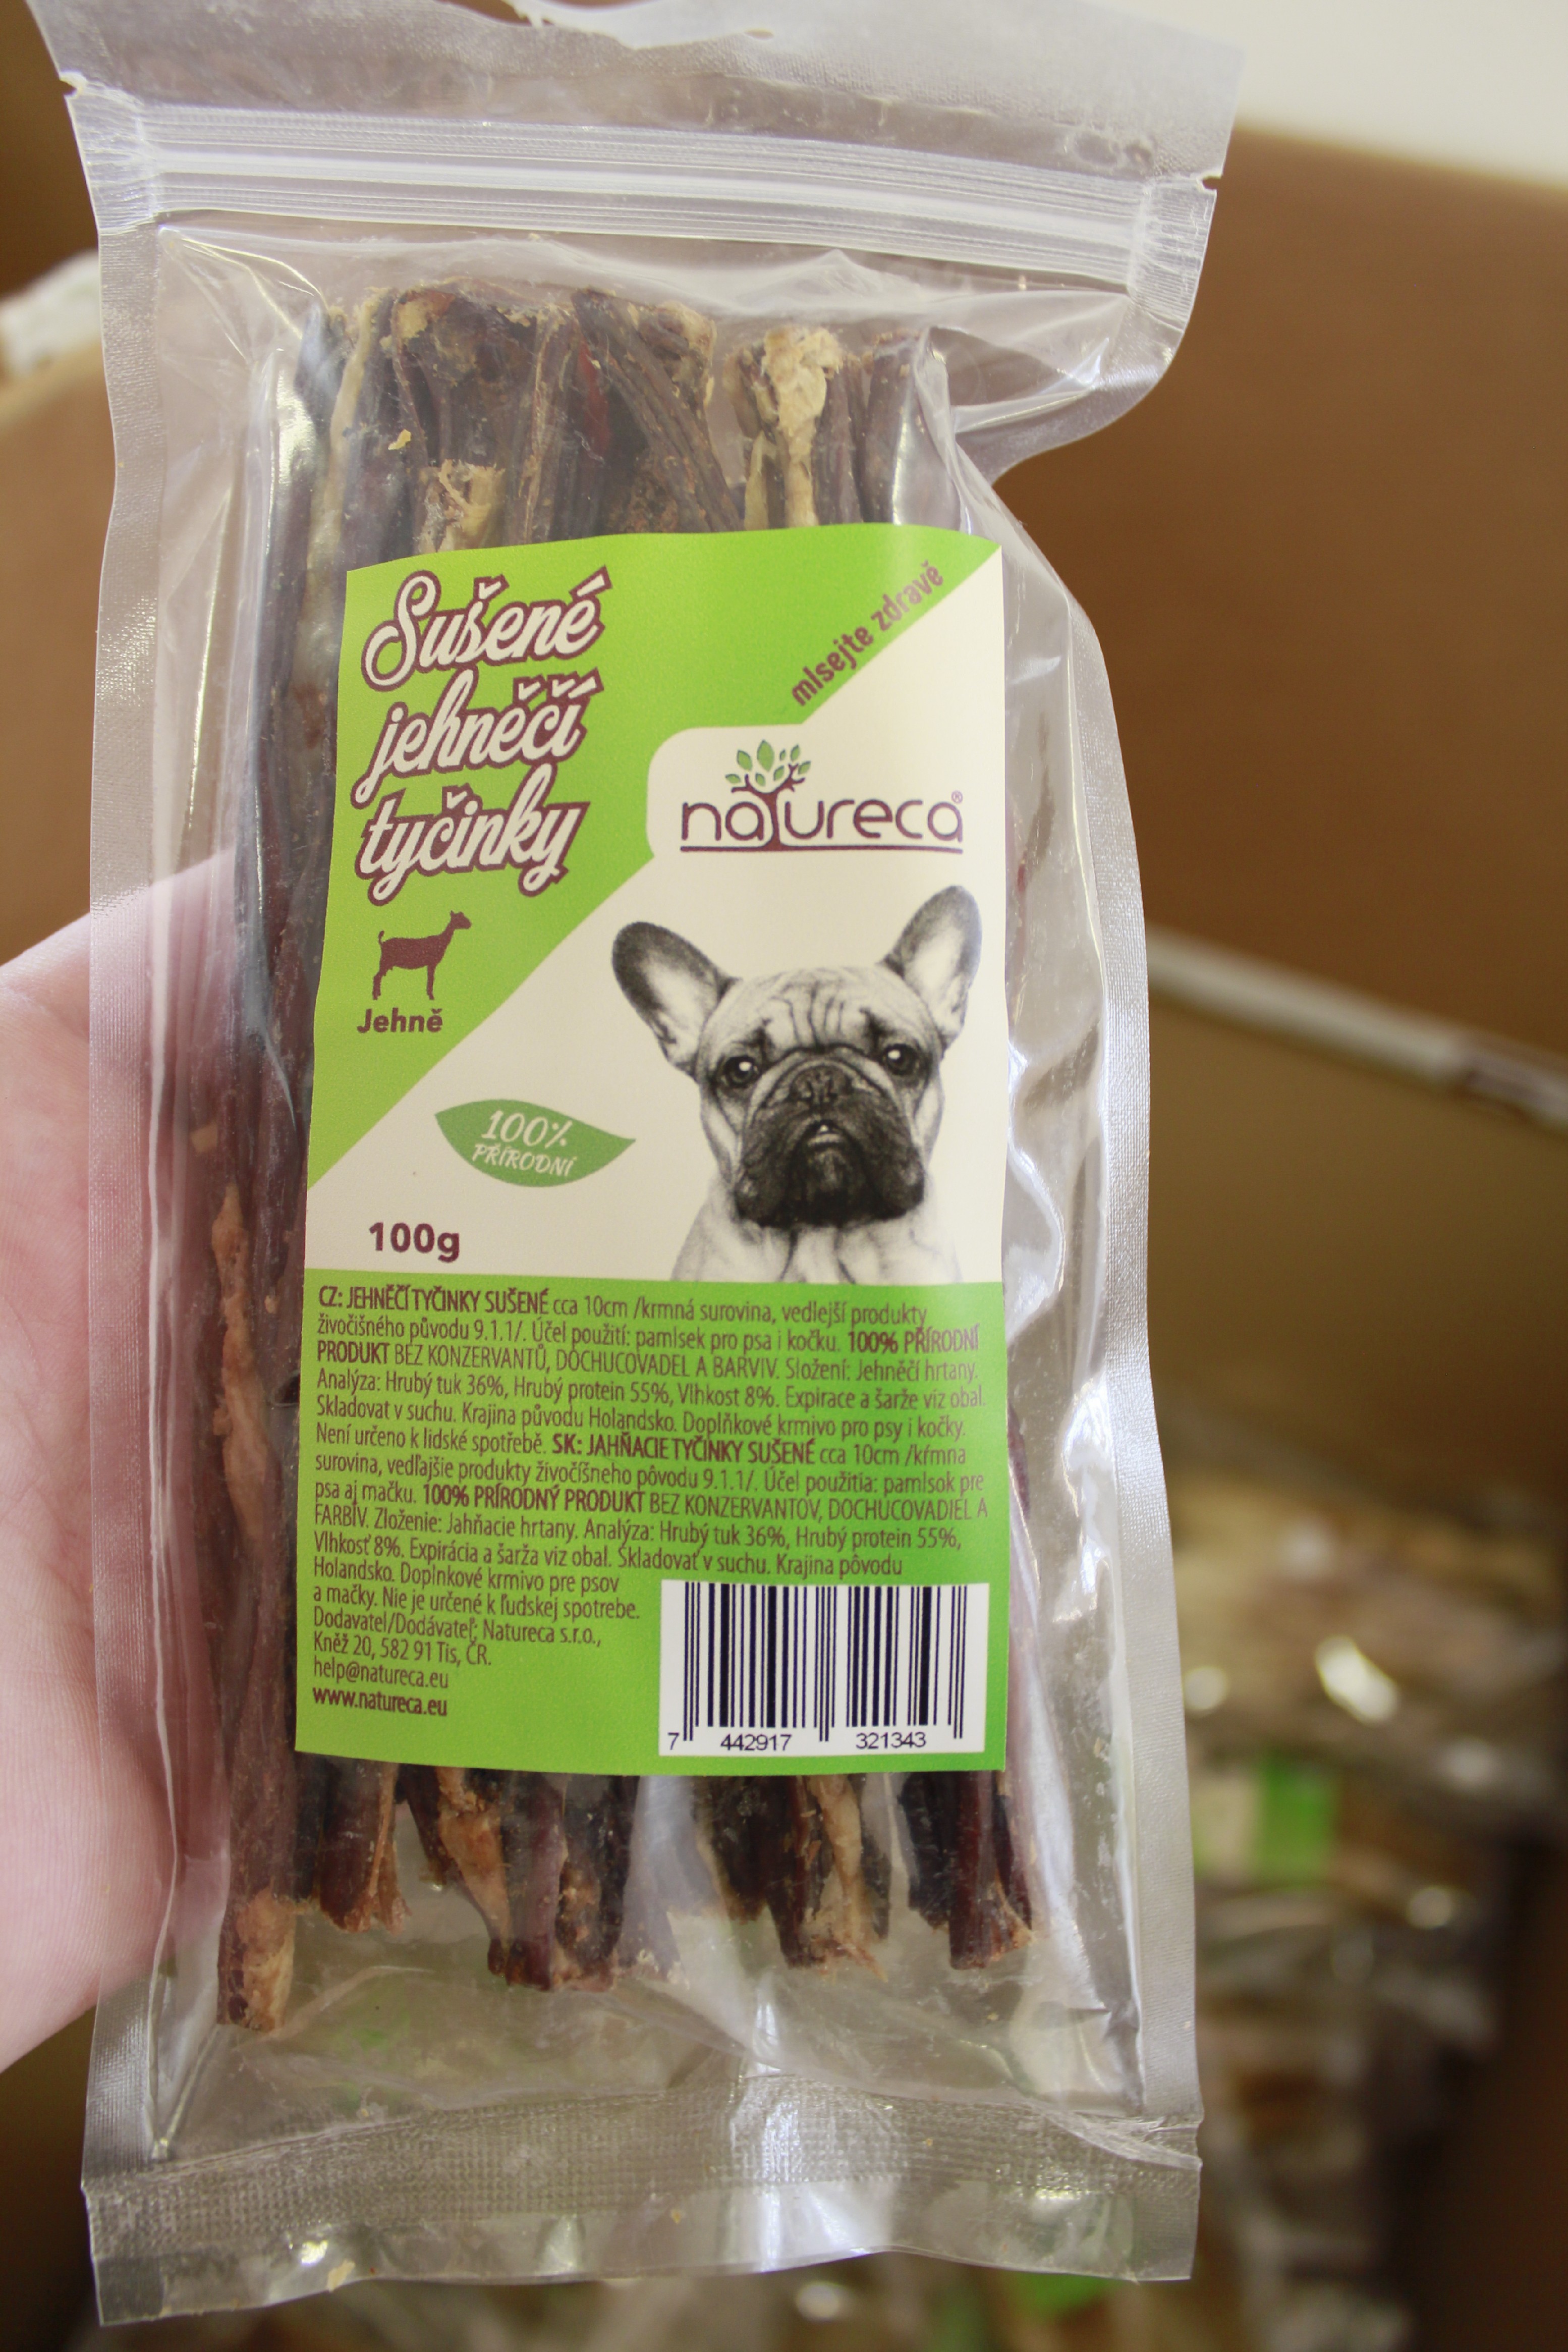 Sušené
jehněčí
tyčinky
mlsejte zdravě
natureca®
Jehně
100%
PŘÍRODNÍ
100g
CZ: JEHNĚČÍ TYČINKY SUŠENÉ cca 10cm /krmná surovina, vedlejší produkty
živočišného původu 9.1.1/. Účel použití: pamlsek pro psa i kočku. 100% PŘÍRODNÍ
PRODUKT BEZ KONZERVANTŮ, DOCHUCOVADEL A BARVIV. Složení: Jehněčí hrtany.
Analýza: Hrubý tuk 36%, Hrubý protein 55%, Vlhkost 8%. Expirace a šarže viz obal.
Skladovat v suchu. Krajina původu Holandsko. Doplňkové krmivo pro psy i kočky.
Není určeno k lidské spotřebě. SK: JAHŇACIE TYČINKY SUŠENÉ cca 10cm /kŕmna
surovina, vedľajšie produkty živočíšneho pôvodu 9.1.1/. Účel použitia: pamlsok pre
psa aj mačku. 100% PRÍRODNÝ PRODUKT BEZ KONZERVANTOV, DOCHUCOVADIEL A
FARBÍV. Zloženie: Jahňacie hrtany. Analýza: Hrubý tuk 36%, Hrubý protein 55%,
Vlhkosť 8%. Expirácia a šarža viz obal. Skladovať v suchu. Krajina pôvodu
Holandsko. Doplnkové krmivo pre psov
a mačky. Nie je určené k ľudskej spotrebe.
Dodavatel/Dodávateľ: Natureca s.r.o.,
Kněž 20, 582 91 Tis, ČR.
help@natureca.eu
www.natureca.eu
7 442917 321343